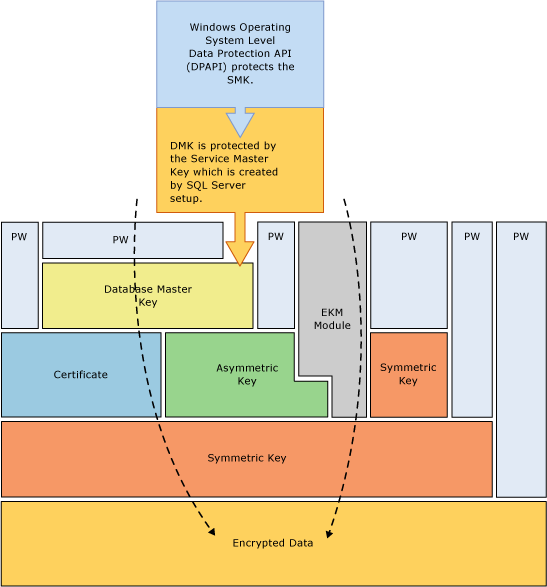 Windows Operating
System Level
Data Protection API
(DPAPI) protects the
SMK.
DMK is protected by
the Service Master
Key which is created
by SQL Server
setup.
PW
PW
PW
PW
PW
PW
Database Master
Key
EKM
Module
Certificate
Asymmetric
Key
Symmetric
Key
Symmetric Key
Encrypted Data